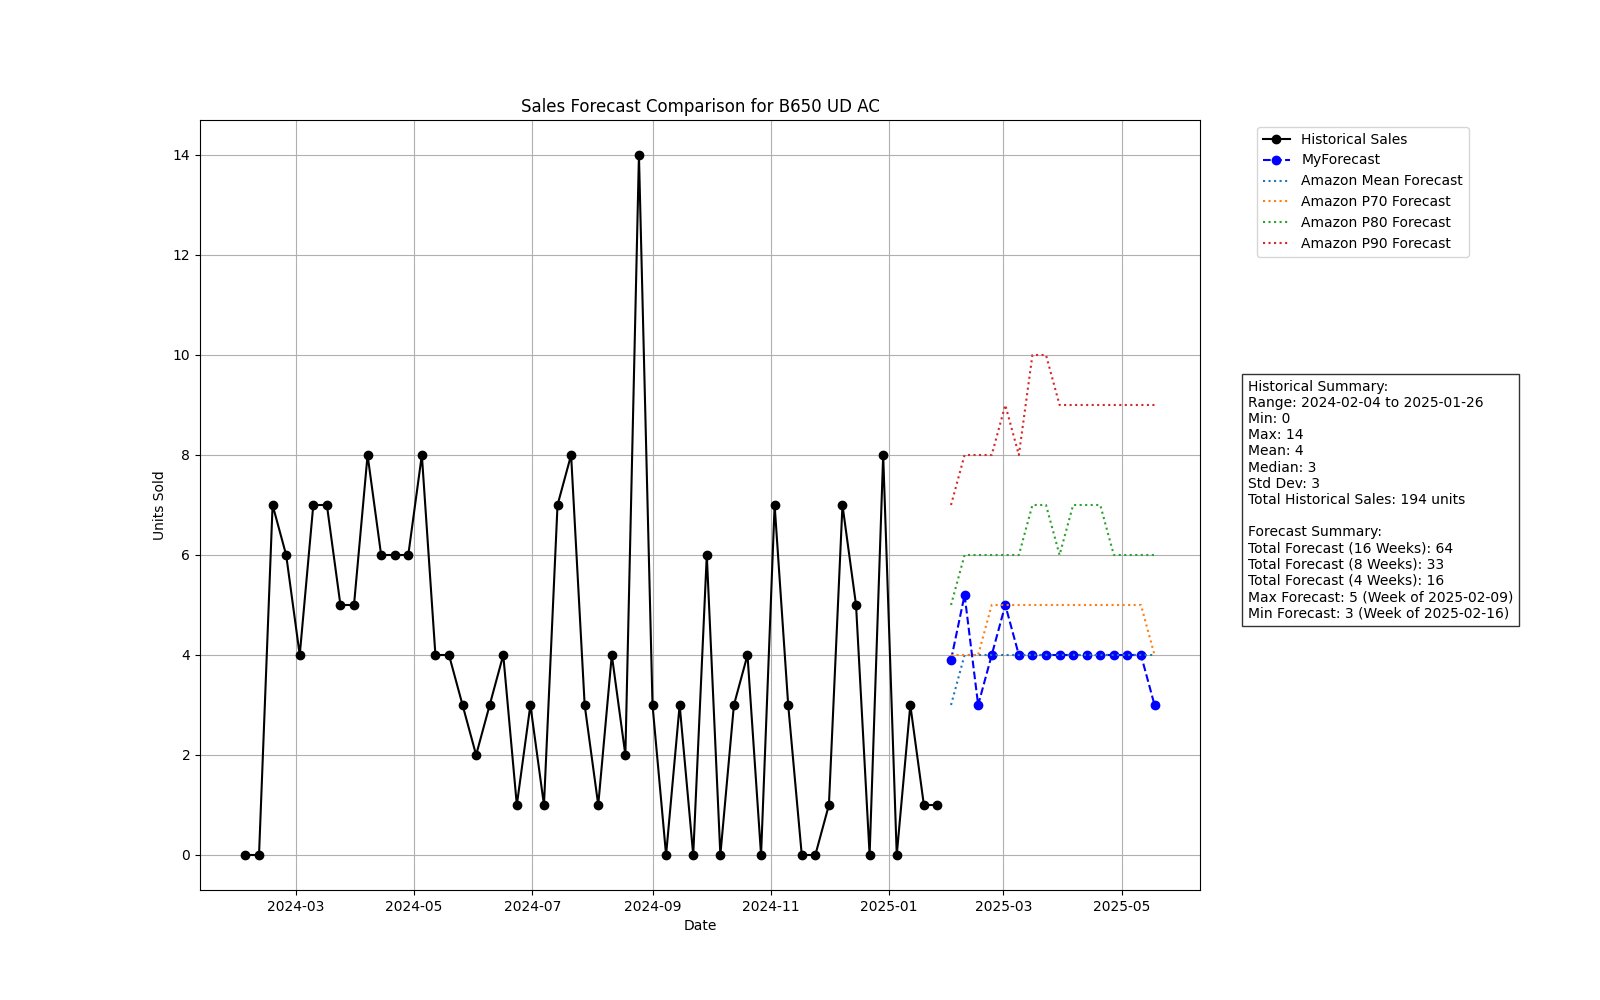 Sales Forecast Comparison for B650 UD AC
Units Sold
14
12
10
8
6
4
2
0
2024-03
2024-05
2024-07
2024-09
2024-11
2025-01
2025-03
2025-05
Date
Historical Sales
MyForecast
Amazon Mean Forecast
Amazon P70 Forecast
Amazon P80 Forecast
Amazon P90 Forecast
Historical Summary:
Range: 2024-02-04 to 2025-01-26
Min: 0
Max: 14
Mean: 4
Median: 3
Std Dev: 3
Total Historical Sales: 194 units
Forecast Summary:
Total Forecast (16 Weeks): 64
Total Forecast (8 Weeks): 33
Total Forecast (4 Weeks): 16
Max Forecast: 5 (Week of 2025-02-09)
Min Forecast: 3 (Week of 2025-02-16)